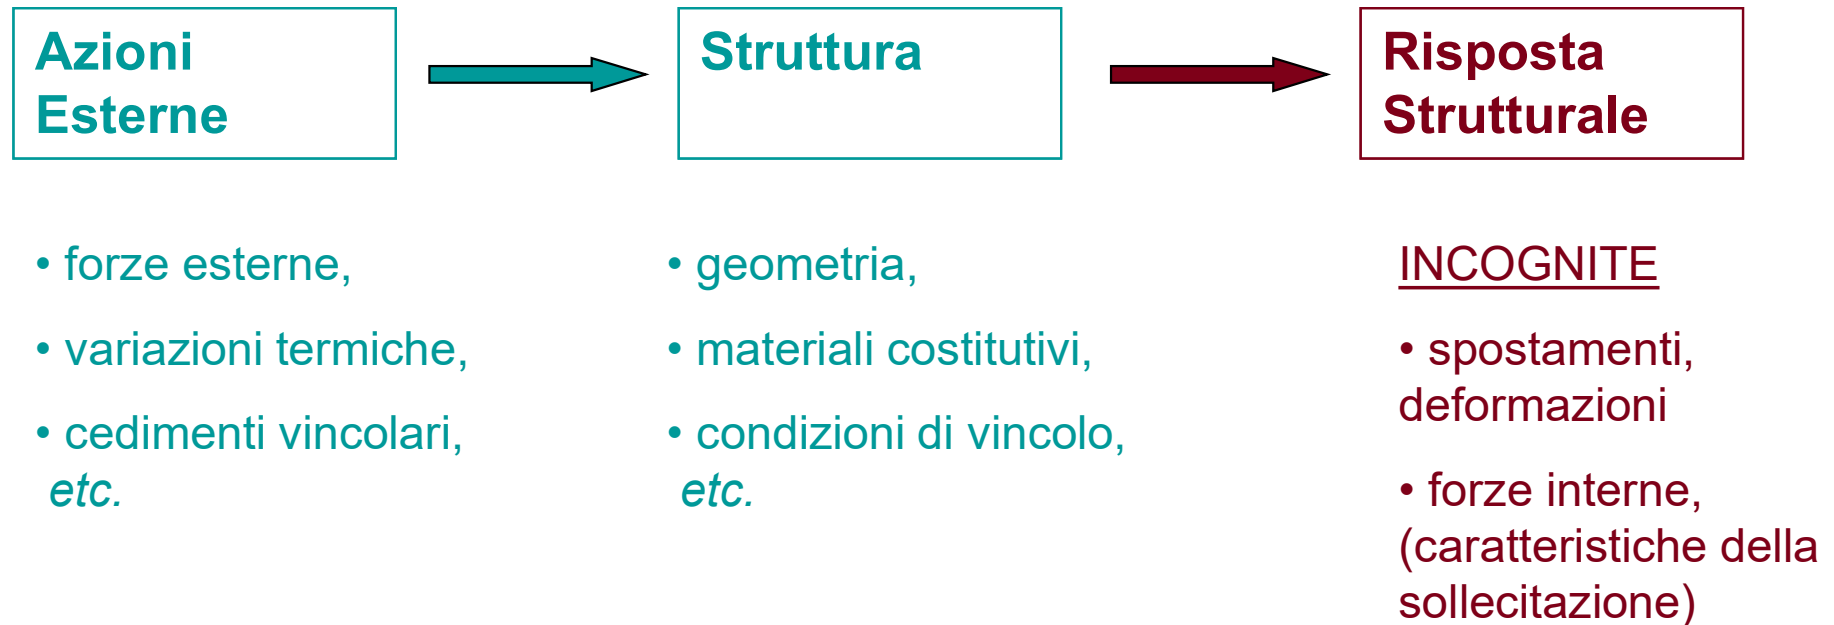 Azioni
Esterne
Struttura
Risposta
Strutturale
• forze esterne,
• variazioni termiche,
• cedimenti vincolari,
etc.
• geometria,
• materiali costitutivi,
• condizioni di vincolo,
etc.
INCOGNITE
• spostamenti,
deformazioni
• forze interne,
(caratteristiche della
sollecitazione)